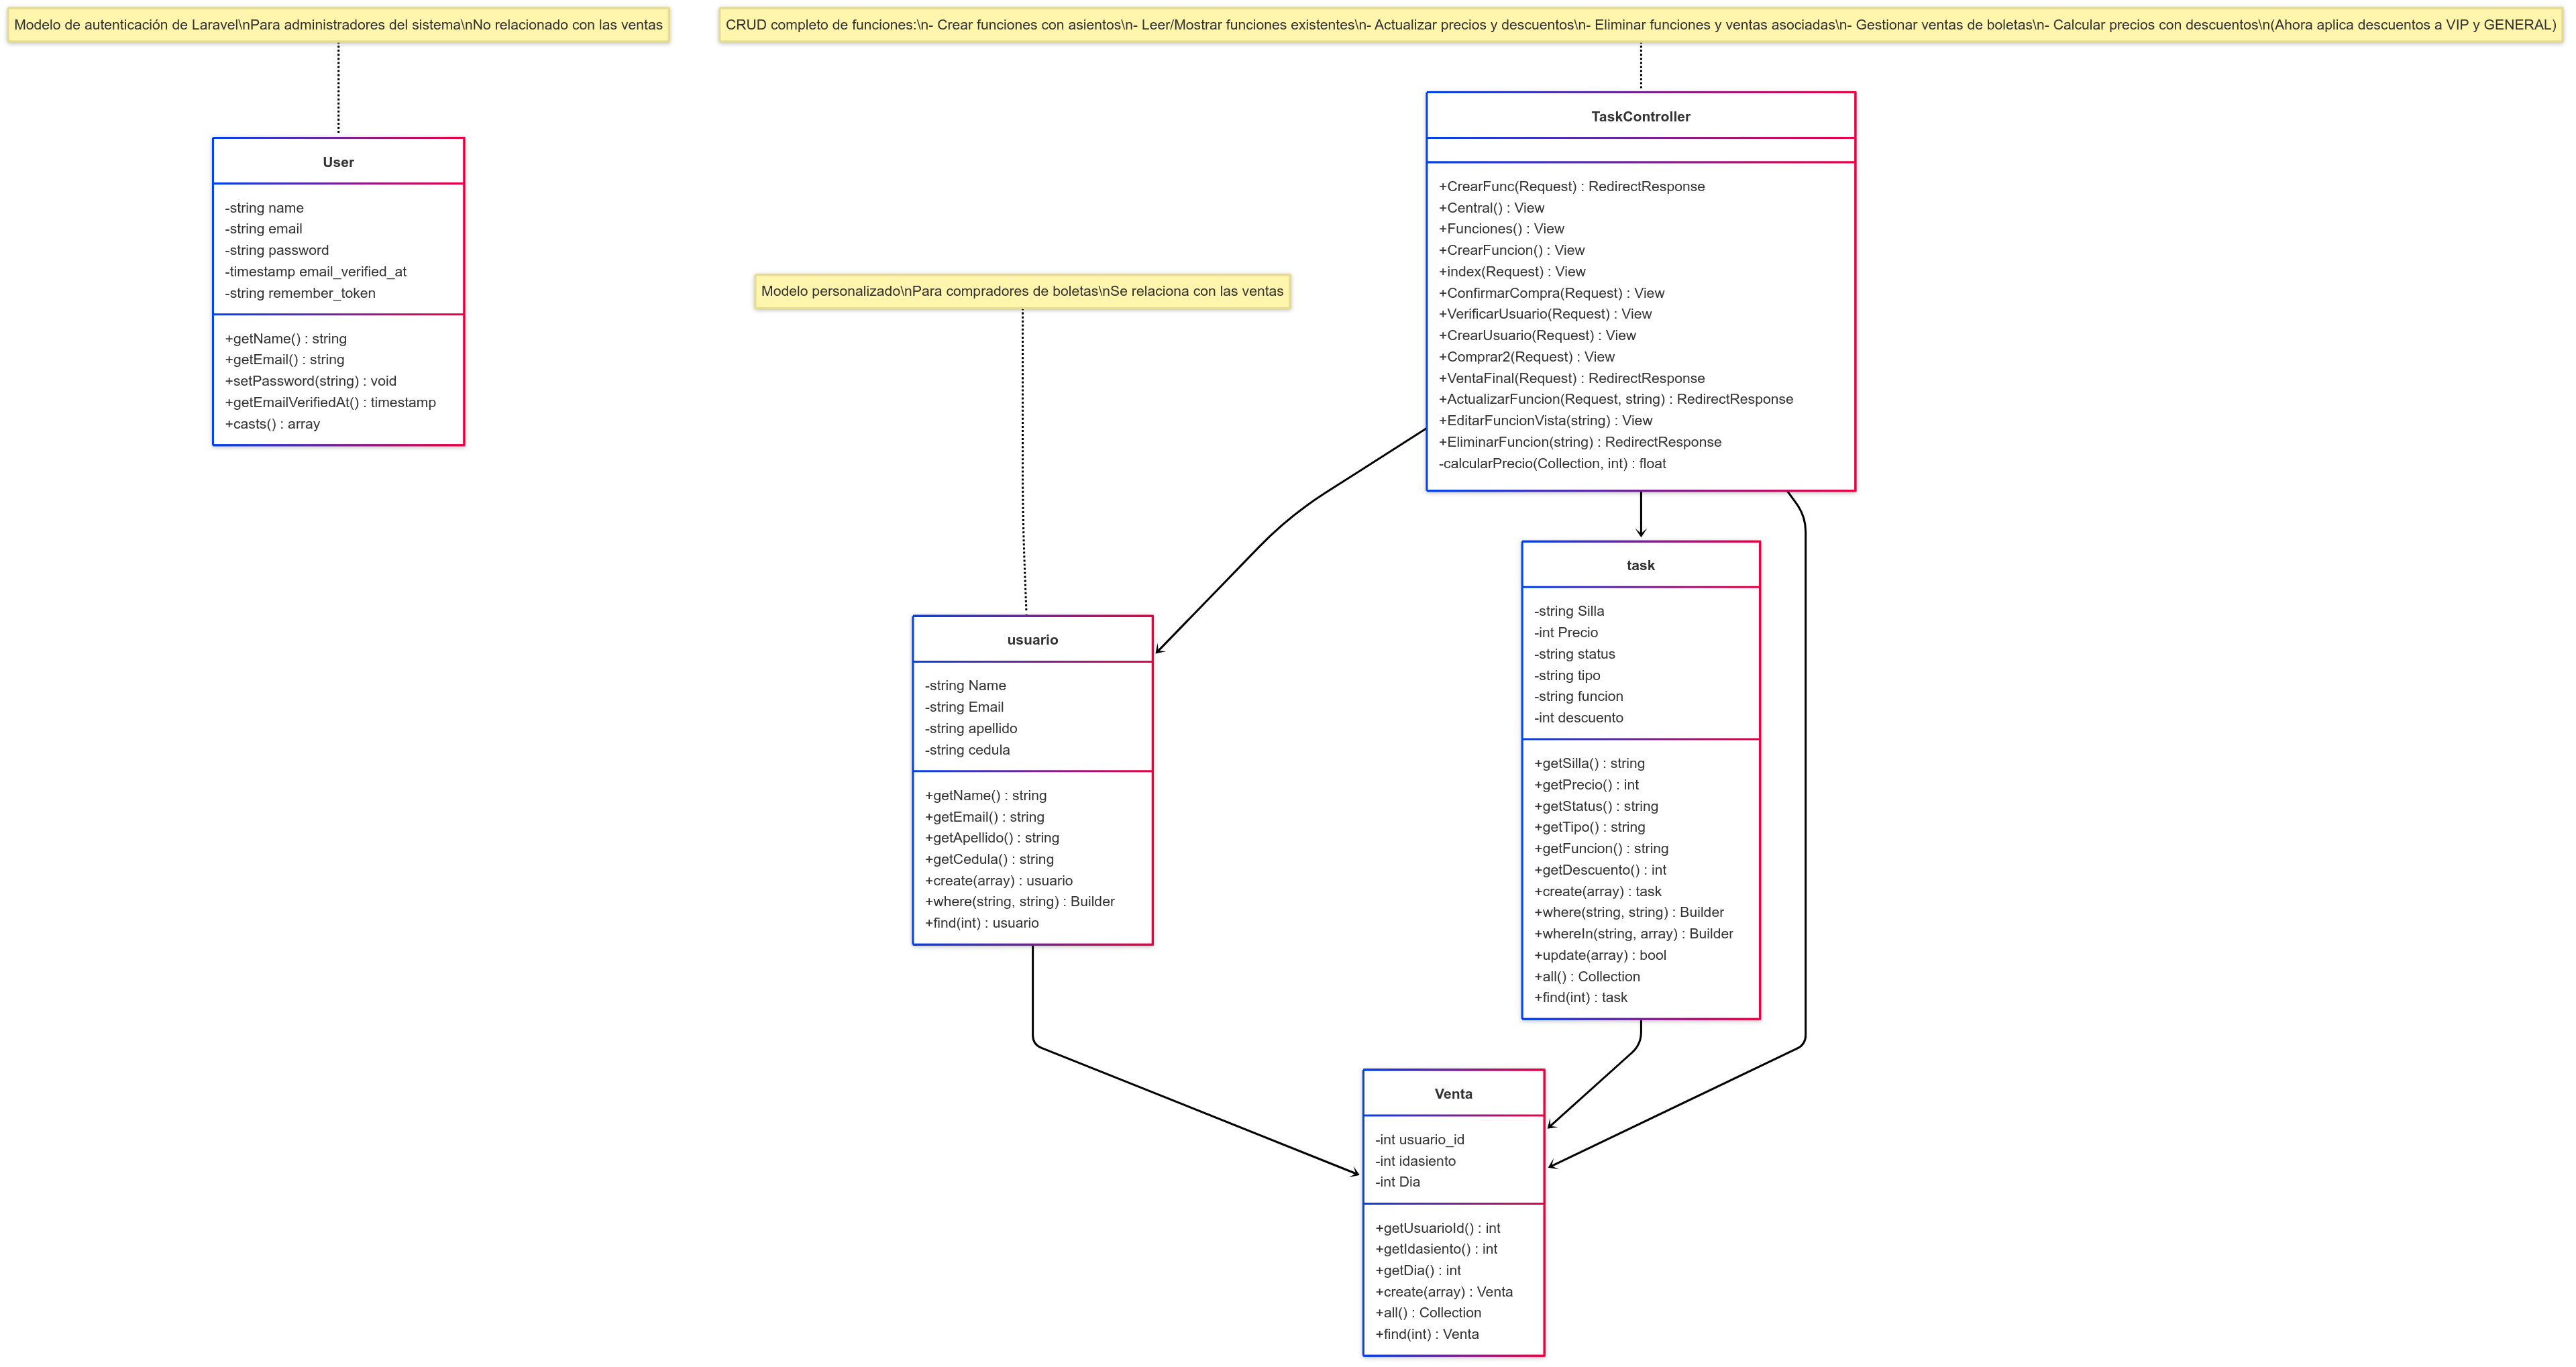 Modelo de autenticación de Laravel\nPara administradores del sistema\nNo relacionado con las ventas
CRUD completo de funciones:\n- Crear funciones con asientos\n- Leer/Mostrar funciones existentes\n- Actualizar precios y descuentos\n- Eliminar funciones y ventas asociadas\n- Gestionar ventas de boletas\n- Calcular precios con descuentos\n(Ahora aplica descuentos a VIP y GENERAL)
User
-string name
-string email
-string password
-timestamp email_verified_at
-string remember_token
+getName() : string
+getEmail() : string
+setPassword(string) : void
+getEmailVerifiedAt() : timestamp
+casts() : array
TaskController
+CrearFunc(Request) : RedirectResponse
+Central() : View
+Funciones() : View
+CrearFuncion() : View
+index(Request) : View
+ConfirmarCompra(Request) : View
+VerificarUsuario(Request) : View
+CrearUsuario(Request) : View
+Comprar2(Request) : View
+VentaFinal(Request) : RedirectResponse
+ActualizarFuncion(Request, string) : RedirectResponse
+EditarFuncionVista(string) : View
+EliminarFuncion(string) : RedirectResponse
-calcularPrecio(Collection, int) : float
Modelo personalizado\nPara compradores de boletas\nSe relaciona con las ventas
usuario
-string Name
-string Email
-string apellido
-string cedula
+getName() : string
+getEmail() : string
+getApellido() : string
+getCedula() : string
+create(array) : usuario
+where(string, string) : Builder
+find(int) : usuario
task
-string Silla
-int Precio
-string status
-string tipo
-string funcion
-int descuento
+getSilla() : string
+getPrecio() : int
+getStatus() : string
+getTipo() : string
+getFuncion() : string
+getDescuento() : int
+create(array) : task
+where(string, string) : Builder
+whereIn(string, array) : Builder
+update(array) : bool
+all() : Collection
+find(int) : task
Venta
-int usuario_id
-int idasiento
-int Dia
+getUsuarioId() : int
+getIdasiento() : int
+getDia() : int
+create(array) : Venta
+all() : Collection
+find(int) : Venta